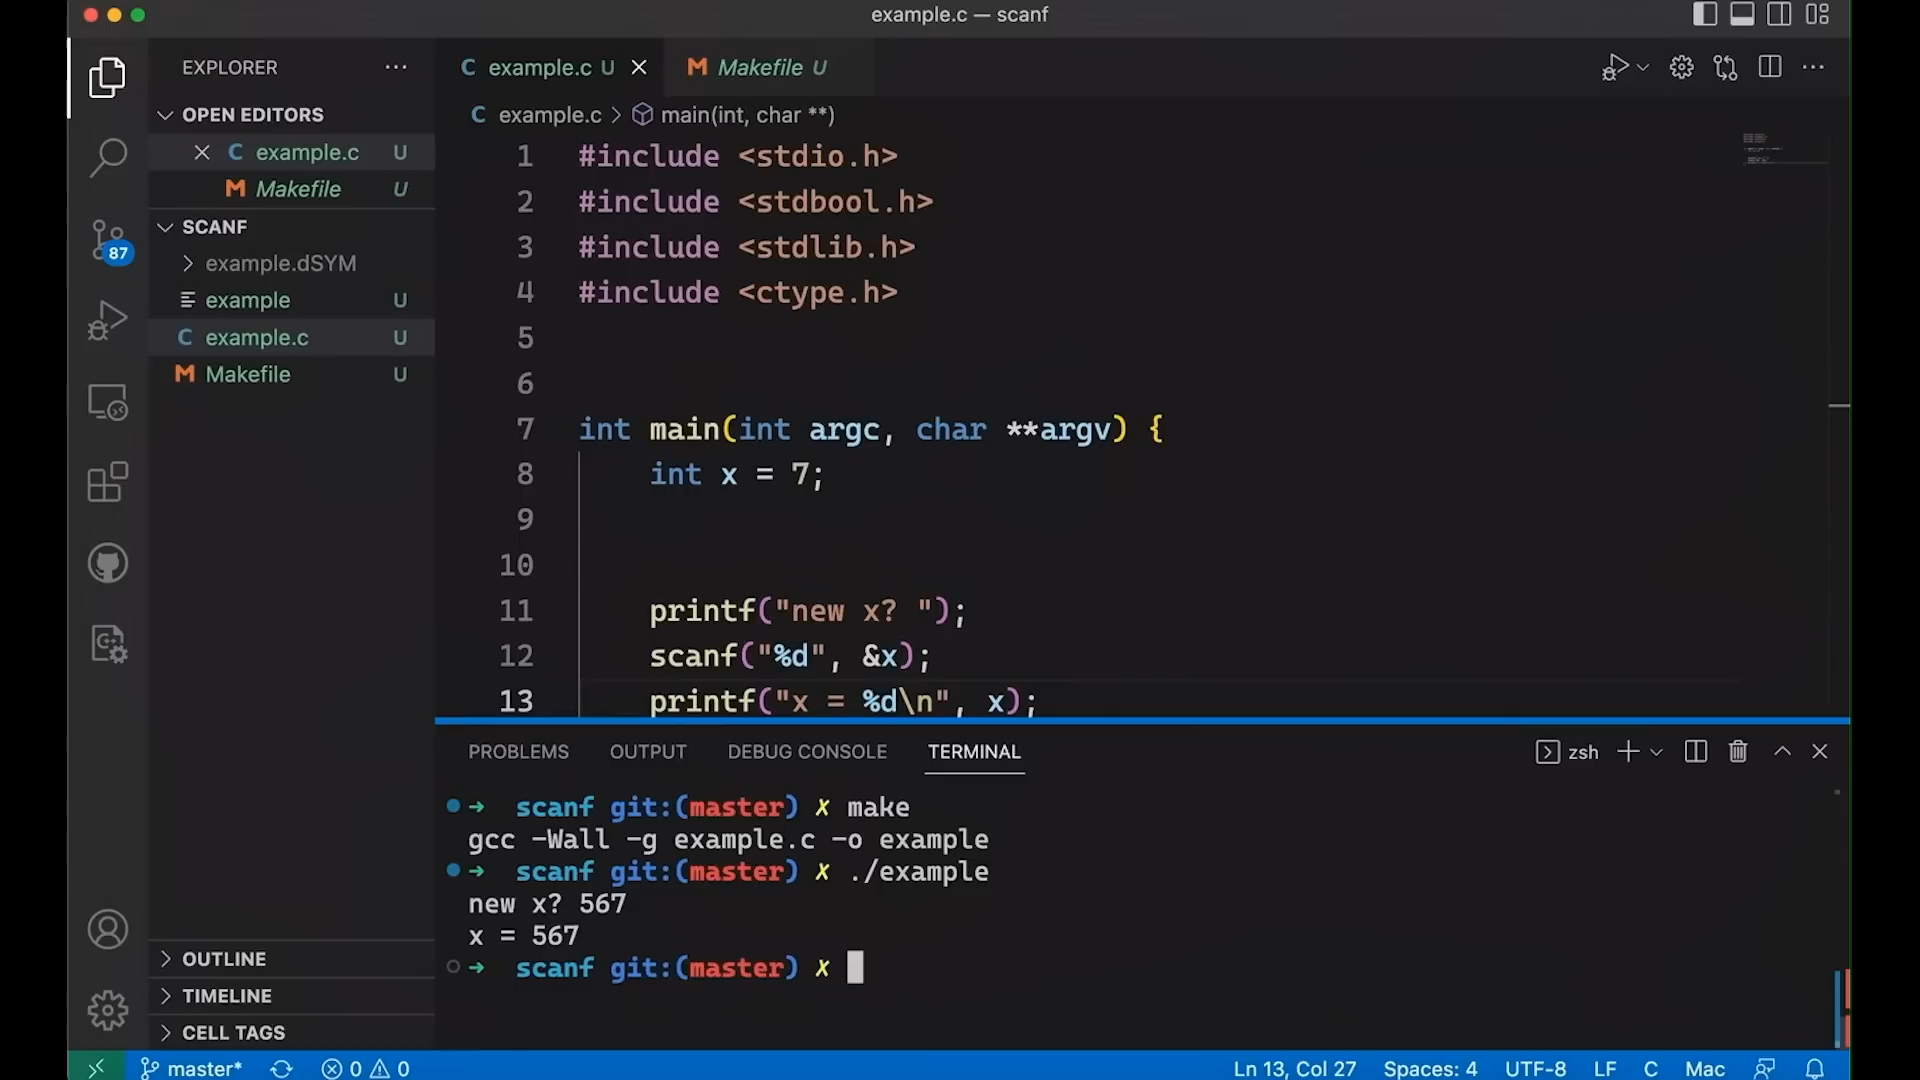 example.c — scanf
EXPLORER
OPEN EDITORS
example.c U
Makefile U
SCANF
example.dSYM
example U
example.c U
Makefile U
OUTLINE
TIMELINE
CELL TAGS
87
example.c U
Makefile U
example.c > main(int, char **)
1 #include <stdio.h>
2 #include <stdbool.h>
3 #include <stdlib.h>
4 #include <ctype.h>
5
6
7 int main(int argc, char **argv) {
8 int x = 7;
9
10
11 printf("new x? ");
12 scanf("%d", &x);
13 printf("x = %d\n", x);
PROBLEMS OUTPUT DEBUG CONSOLE TERMINAL zsh
→ scanf git:(master) ✗ make
gcc -Wall -g example.c -o example
→ scanf git:(master) ✗ ./example
new x? 567
x = 567
→ scanf git:(master) ✗
master* 0 0 Ln 13, Col 27 Spaces: 4 UTF-8 LF C Mac